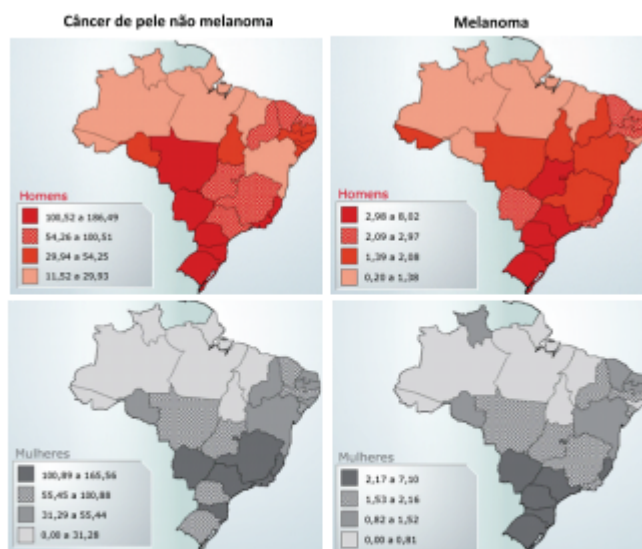 Câncer de pele não melanoma
Melanoma
Homens
100,52 a 186,49
54,26 a 100,51
29,94 a 54,25
11,52 a 29,93
Homens
2,98 a 8,02
2,09 a 2,97
1,39 a 2,08
0,20 a 1,38
Mulheres
100,89 a 165,56
55,45 a 100,88
31,29 a 55,44
0,00 a 31,28
Mulheres
2,17 a 7,10
1,53 a 2,16
0,82 a 1,52
0,00 a 0,81